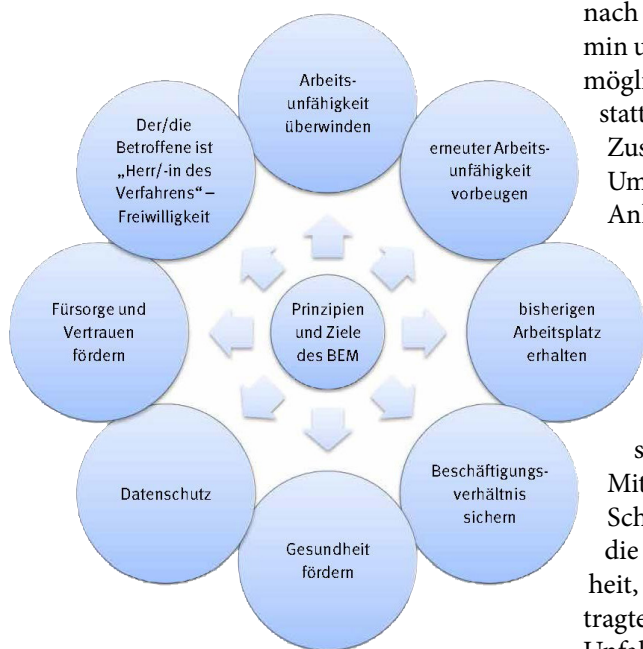 Arbeits-
unfähigkeit
überwinden
erneuter Arbeits-
unfähigkeit
vorbeugen
bisherigen
Arbeitsplatz
erhalten
Beschäftigungs-
verhältnis
sichern
Gesundheit
fördern
Datenschutz
Fürsorge und
Vertrauen
fördern
Der/die
Betroffene ist
„Herr/-in des
Verfahrens“ –
Freiwilligkeit
Prinzipien
und Ziele
des BEM
nach
min u
mögli
statt
Zus
Um
Anl
s
Mit
Sch
die
heit,
tragte